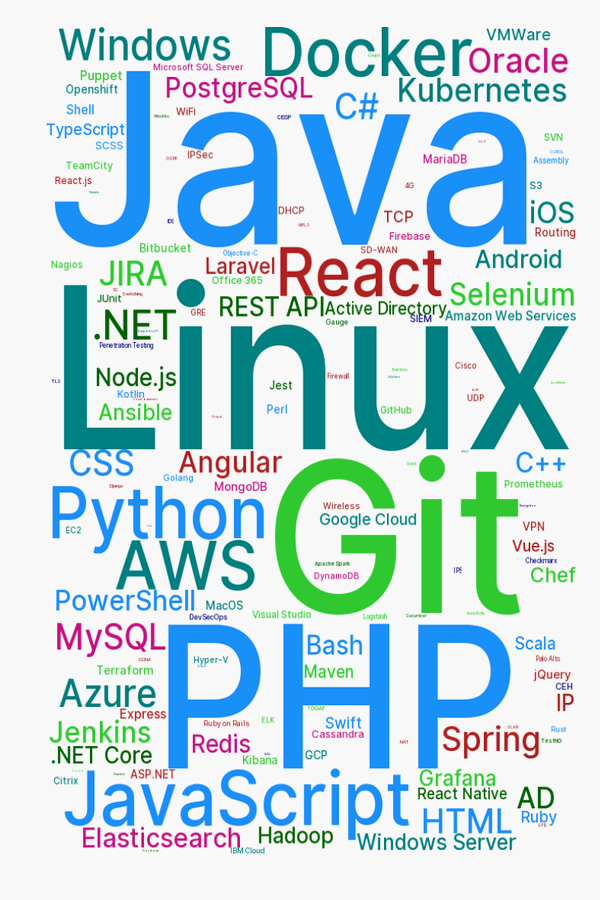 Windows
Docker
VMWare
Oracle
Microsoft SQL Server
Puppet
PostgreSQL
Openshift
Kubernetes
C#
Shell
WiFi
CISSP
TypeScript
SCSS
SVN
IPSec
MariaDB
Assembly
TeamCity
React.js
Java
4G
S3
DHCP
TCP
iOS
Firebase
Routing
Bitbucket
Objective-C
SD-WAN
Android
Nagios
JIRA
Laravel
Office 365
React
Selenium
JUnit
REST API
Active Directory
.NET
GRE
Gauge
SIEM
Amazon Web Services
Penetration Testing
Linux
Node.js
Jest
Firewall
Cisco
Kotlin
UDP
Ansible
Perl
GitHub
CSS
Angular
C++
Golang
MongoDB
Prometheus
Python
Git
Wireless
Google Cloud
EC2
VPN
Vue.js
AWS
Apache Spark
DynamoDB
Checkmarx
Chef
PowerShell
MacOS
DevSecOps
Visual Studio
Logstash
Cucumber
MySQL
PHP
Bash
Scala
Hyper-V
Palo Alto
Terraform
Maven
jQuery
CEH
Azure
IP
Express
Ruby on Rails
ELK
Swift
Rust
Jenkins
Cassandra
Redis
Spring
TestNG
.NET Core
Kibana
GCP
ASP.NET
Citrix
JavaScript
Grafana
React Native
AD
HTML
Ruby
Elasticsearch
Hadoop
Windows Server
IBM Cloud